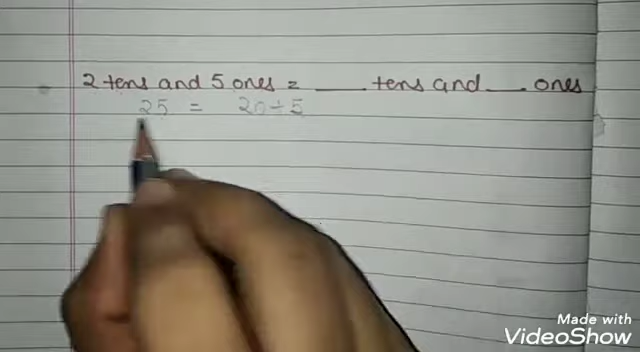 2 tens and 5 ones = ___ tens and ___ ones
25 = 20+5
Made with
VideoShow